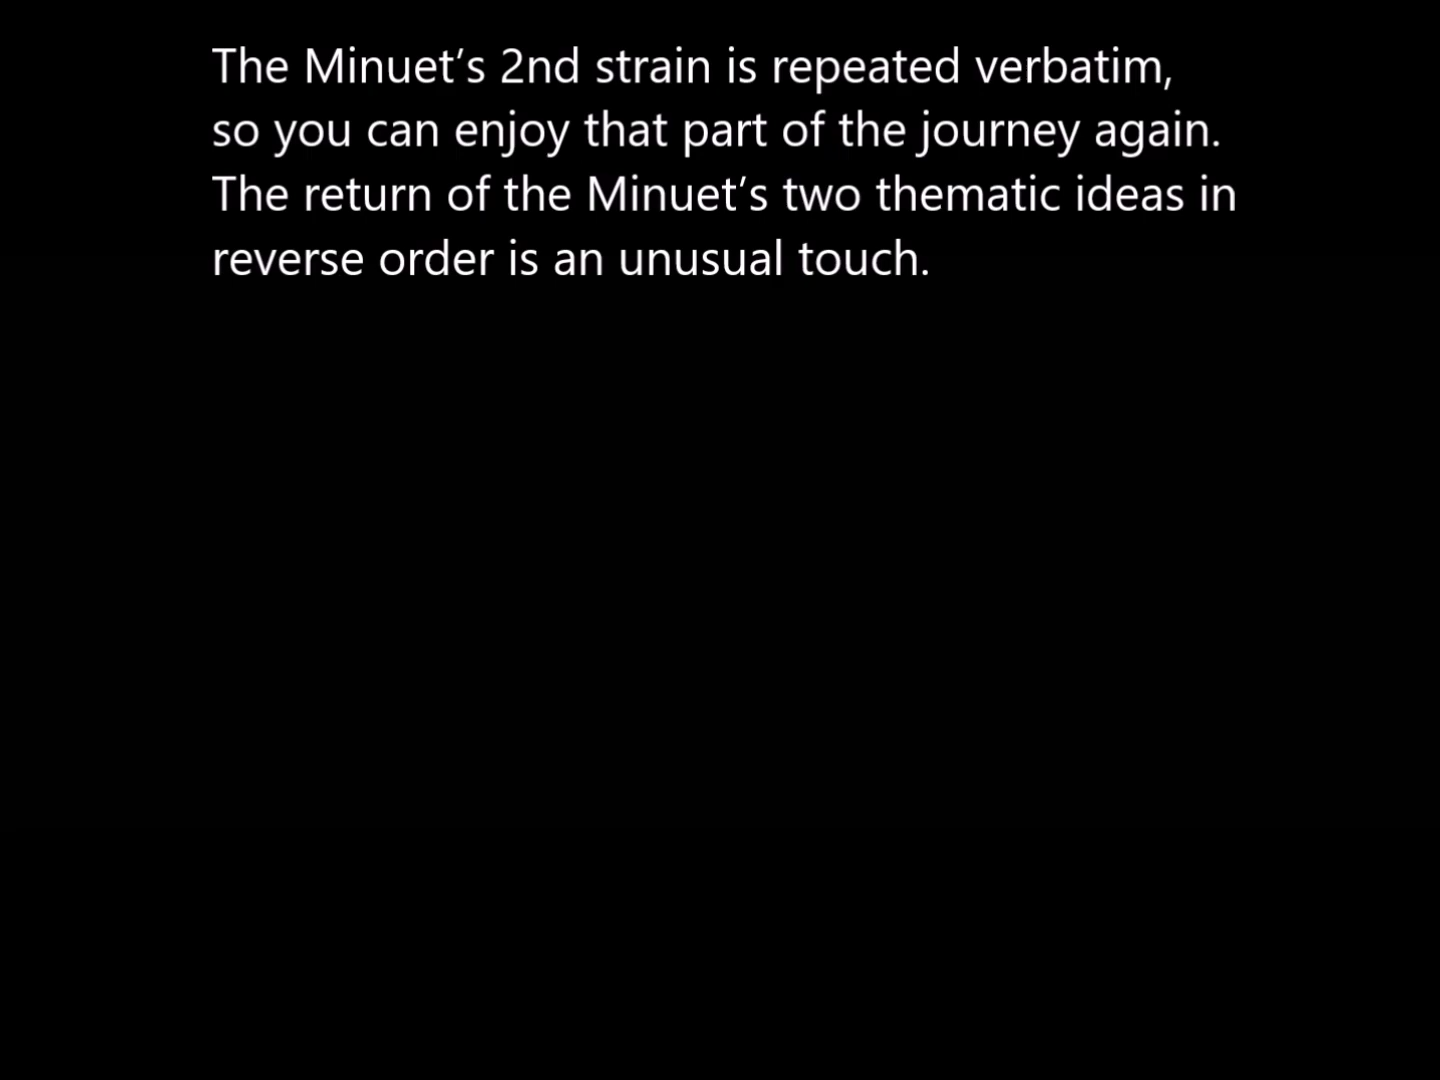 The Minuet’s 2nd strain is repeated verbatim,
so you can enjoy that part of the journey again.
The return of the Minuet’s two thematic ideas in
reverse order is an unusual touch.